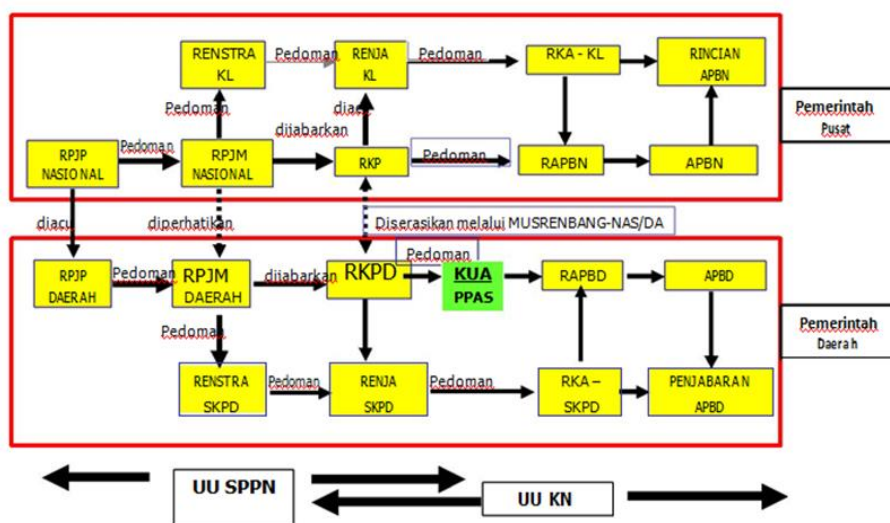 RENSTRA
KL
Pedoman
RENJA
KL
Pedoman
RKA - KL
RINCIAN
APBN
Pedoman
diacu
Pemerintah
Pusat
dijabarkan
RPJP
NASIONAL
Pedoman
RPJM
NASIONAL
RKP
Pedoman
RAPBN
APBN
diacu
diperhatikan
Diserasikan melalui MUSRENBANG-NAS/DA
Pedoman
RPJP
DAERAH
Pedoman
RPJM
DAERAH
dijabarkan
RKPD
KUA
PPAS
RAPBD
APBD
Pemerintah
Daerah
Pedoman
RENSTRA
SKPD
Pedoman
RENJA
SKPD
Pedoman
RKA –
SKPD
PENJABARAN
APBD
UU SPPN
UU KN